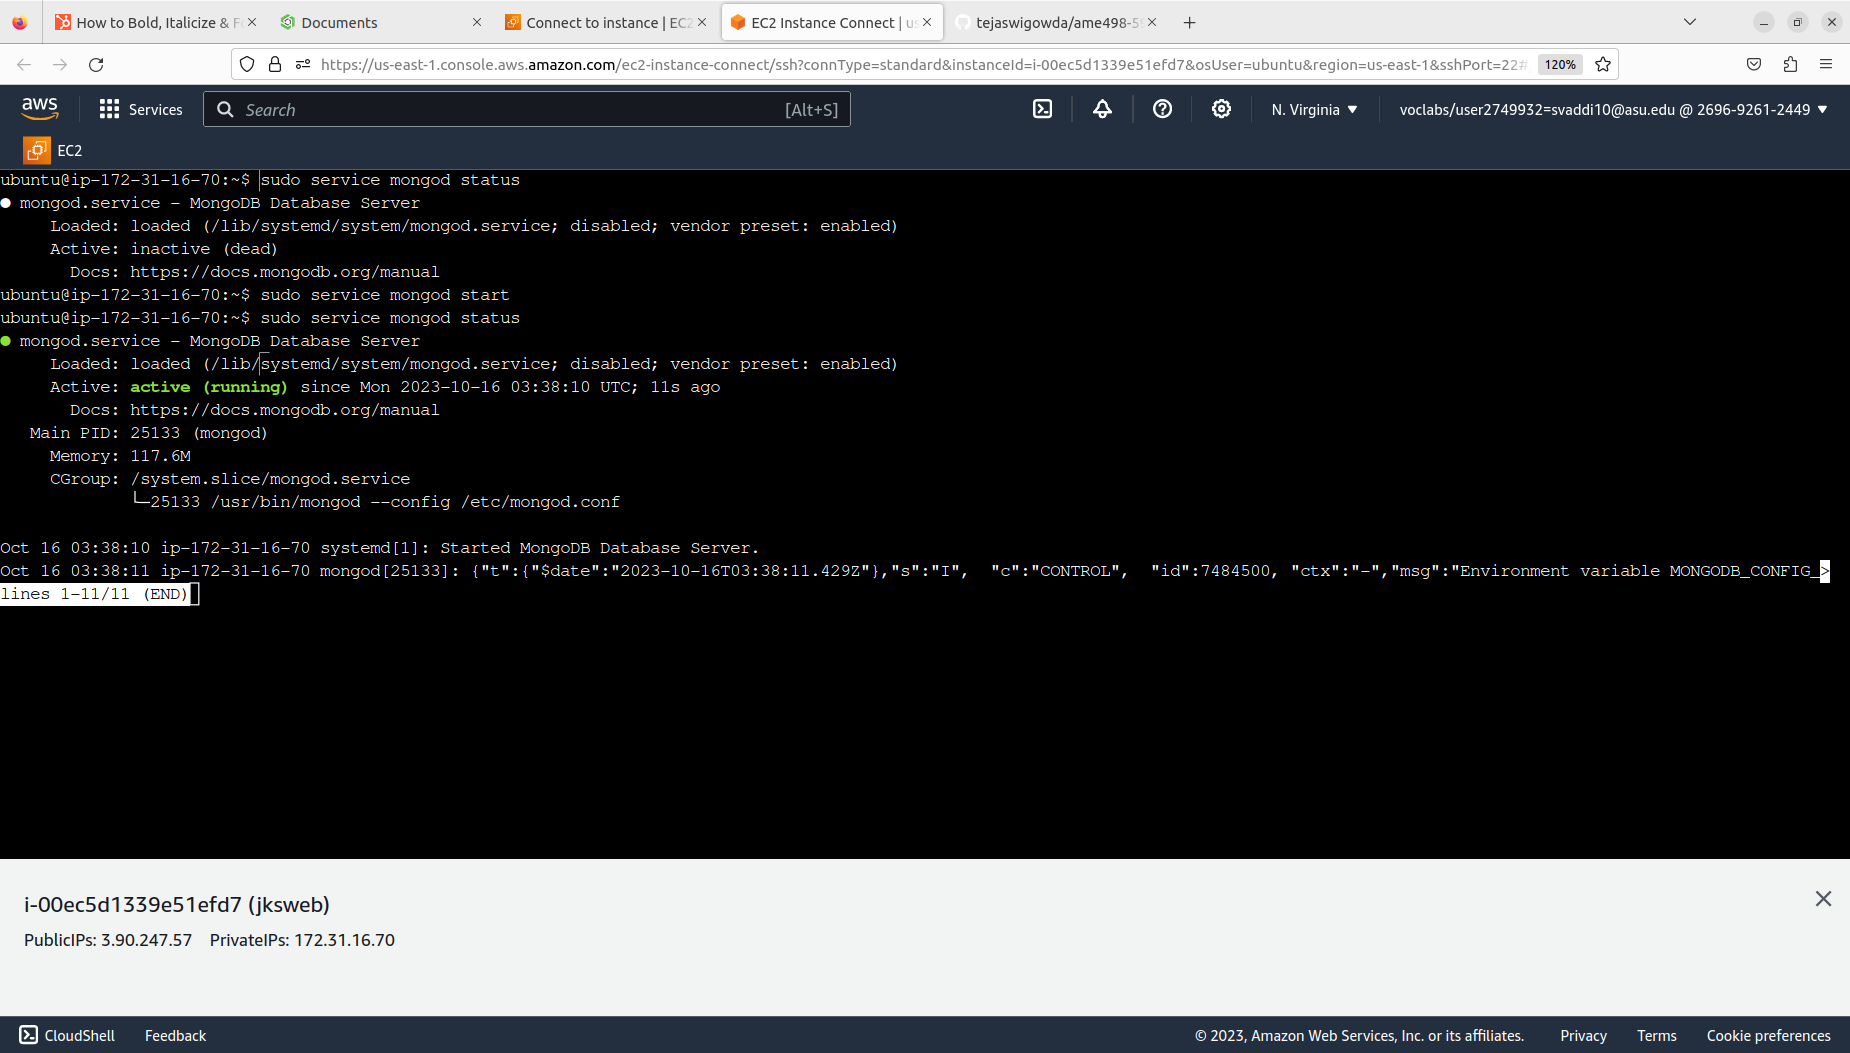 How to Bold, Italicize & F
Documents
Connect to instance | EC2
EC2 Instance Connect | us
tejaswigowda/ame498-59
https://us-east-1.console.aws.amazon.com/ec2-instance-connect/ssh?connType=standard&instanceId=i-00ec5d1339e51efd7&osUser=ubuntu&region=us-east-1&sshPort=22#
120%
aws
Services
Search
[Alt+S]
N. Virginia
voclabs/user2749932=svaddi10@asu.edu @ 2696-9261-2449
EC2
ubuntu@ip-172-31-16-70:~$ sudo service mongod status
● mongod.service - MongoDB Database Server
Loaded: loaded (/lib/systemd/system/mongod.service; disabled; vendor preset: enabled)
Active: inactive (dead)
Docs: https://docs.mongodb.org/manual
ubuntu@ip-172-31-16-70:~$ sudo service mongod start
ubuntu@ip-172-31-16-70:~$ sudo service mongod status
● mongod.service - MongoDB Database Server
Loaded: loaded (/lib/systemd/system/mongod.service; disabled; vendor preset: enabled)
Active: active (running) since Mon 2023-10-16 03:38:10 UTC; 11s ago
Docs: https://docs.mongodb.org/manual
Main PID: 25133 (mongod)
Memory: 117.6M
CGroup: /system.slice/mongod.service
└─25133 /usr/bin/mongod --config /etc/mongod.conf
Oct 16 03:38:10 ip-172-31-16-70 systemd[1]: Started MongoDB Database Server.
Oct 16 03:38:11 ip-172-31-16-70 mongod[25133]: {"t":{"$date":"2023-10-16T03:38:11.429Z"},"s":"I",  "c":"CONTROL",  "id":7484500, "ctx":"-","msg":"Environment variable MONGODB_CONFIG_>
lines 1-11/11 (END)
i-00ec5d1339e51efd7 (jksweb)
PublicIPs: 3.90.247.57 PrivateIPs: 172.31.16.70
CloudShell
Feedback
© 2023, Amazon Web Services, Inc. or its affiliates.
Privacy
Terms
Cookie preferences